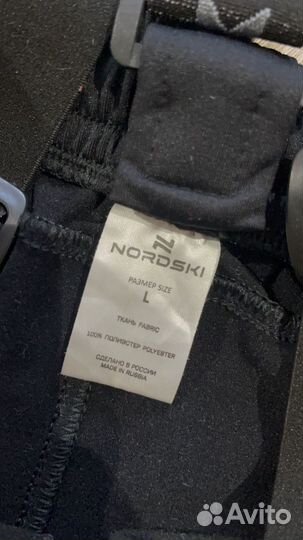 NORDSKI
РАЗМЕР SIZE
L
ТКАНЬ FABRIC
100% ПОЛИЭСТЕР POLYESTER
СДЕЛАНО В РОССИИ
MADE IN RUSSIA
Avito